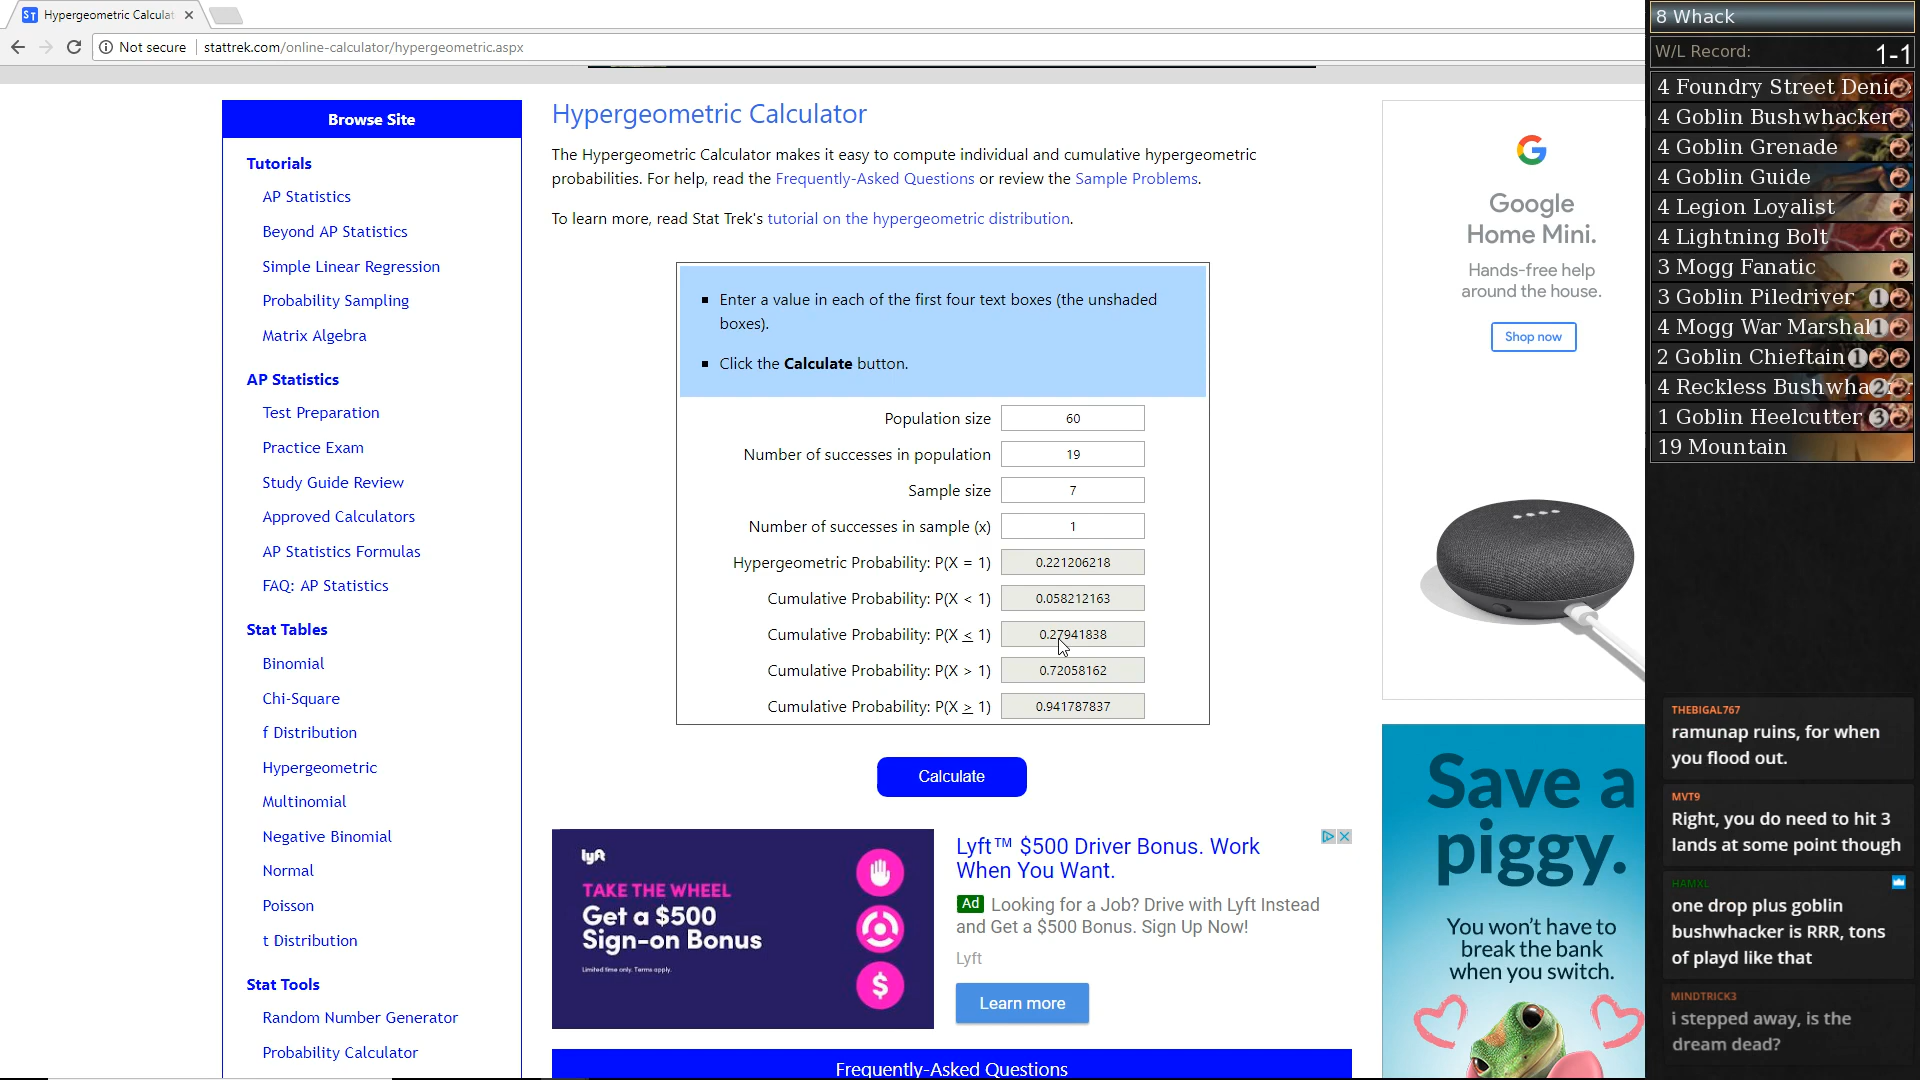 ST Hypergeometric Calculat
Not secure
stattrek.com/online-calculator/hypergeometric.aspx
Browse Site
Tutorials
AP Statistics
Beyond AP Statistics
Simple Linear Regression
Probability Sampling
Matrix Algebra
AP Statistics
Test Preparation
Practice Exam
Study Guide Review
Approved Calculators
AP Statistics Formulas
FAQ: AP Statistics
Stat Tables
Binomial
Chi-Square
f Distribution
Hypergeometric
Multinomial
Negative Binomial
Normal
Poisson
t Distribution
Stat Tools
Random Number Generator
Probability Calculator
Hypergeometric Calculator
The Hypergeometric Calculator makes it easy to compute individual and cumulative hypergeometric
probabilities. For help, read the Frequently-Asked Questions or review the Sample Problems.
To learn more, read Stat Trek's tutorial on the hypergeometric distribution.
Enter a value in each of the first four text boxes (the unshaded
boxes).
Click the Calculate button.
Population size 60
Number of successes in population 19
Sample size 7
Number of successes in sample (x) 1
Hypergeometric Probability: P(X = 1) 0.221206218
Cumulative Probability: P(X < 1) 0.058212163
Cumulative Probability: P(X ≤ 1) 0.27941838
Cumulative Probability: P(X > 1) 0.72058162
Cumulative Probability: P(X ≥ 1) 0.941787837
Calculate
lyft
TAKE THE WHEEL
Get a $500
Sign-on Bonus
Limited time only. Terms apply.
Lyft™ $500 Driver Bonus. Work
When You Want.
Ad Looking for a Job? Drive with Lyft Instead
and Get a $500 Bonus. Sign Up Now!
Lyft
Learn more
Frequently-Asked Questions
Google
Home Mini.
Hands-free help
around the house.
Shop now
Save a
piggy.
You won't have to
break the bank
when you switch.
8 Whack
W/L Record: 1-1
4 Foundry Street Deni
4 Goblin Bushwhacker
4 Goblin Grenade
4 Goblin Guide
4 Legion Loyalist
4 Lightning Bolt
3 Mogg Fanatic
3 Goblin Piledriver 1
4 Mogg War Marshal 1
2 Goblin Chieftain 1
4 Reckless Bushwha 2
1 Goblin Heelcutter 3
19 Mountain
THEBIGAL767
ramunap ruins, for when
you flood out.
MVT9
Right, you do need to hit 3
lands at some point though
HAMXL
one drop plus goblin
bushwhacker is RRR, tons
of playd like that
MINDTRICK3
i stepped away, is the
dream dead?